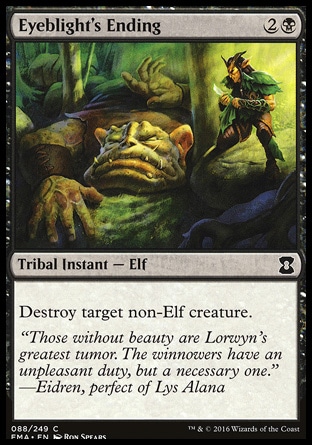 Eyeblight's Ending 2
Tribal Instant — Elf
Destroy target non-Elf creature.
“Those without beauty are Lorwyn's
greatest tumor. The winnowers have an
unpleasant duty, but a necessary one.”
—Eidren, perfect of Lys Alana
088/249 C
EMA • EN Ron Spears
™ & © 2016 Wizards of the Coast